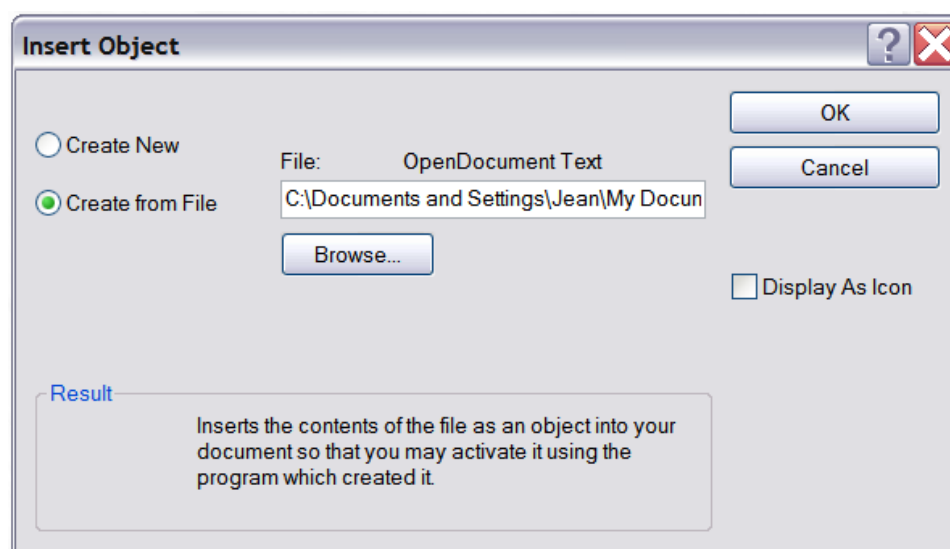 Insert Object
?
OK
Create New
File: OpenDocument Text
Cancel
Create from File
C:\Documents and Settings\Jean\My Docun
Browse...
Display As Icon
Result
Inserts the contents of the file as an object into your
document so that you may activate it using the
program which created it.